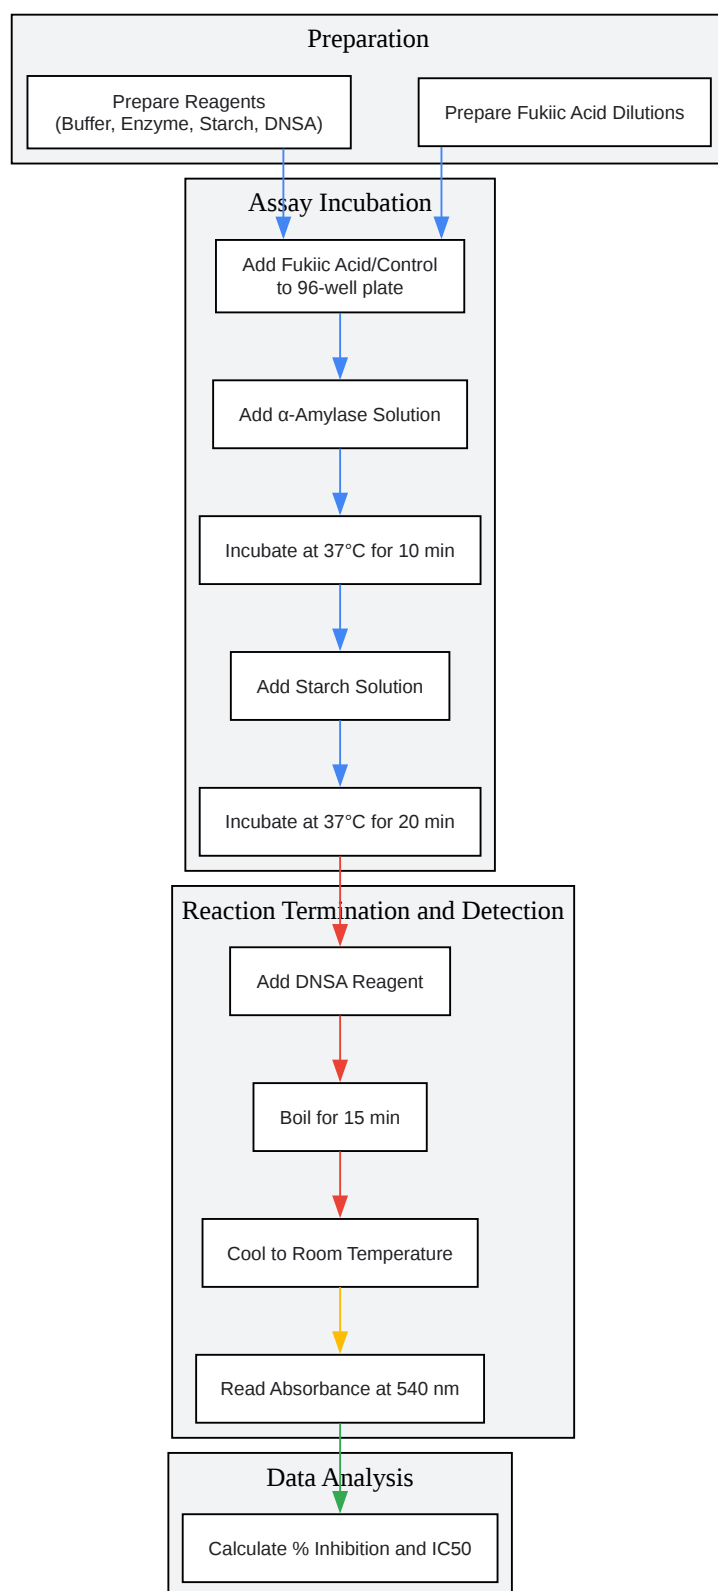 Preparation
Prepare Reagents
(Buffer, Enzyme, Starch, DNSA)
Prepare Fukiic Acid Dilutions
Assay Incubation
Add Fukiic Acid/Control
to 96-well plate
Add α-Amylase Solution
Incubate at 37°C for 10 min
Add Starch Solution
Incubate at 37°C for 20 min
Reaction Termination and Detection
Add DNSA Reagent
Boil for 15 min
Cool to Room Temperature
Read Absorbance at 540 nm
Data Analysis
Calculate % Inhibition and IC50